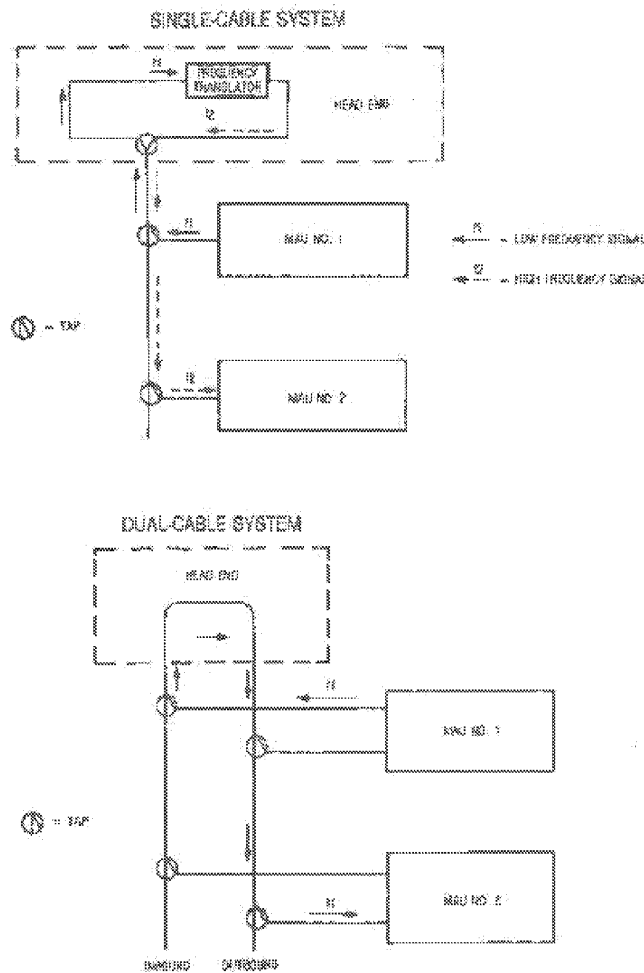 SINGLE-CABLE SYSTEM
f1
FREQUENCY
TRANSLATOR
HEAD END
f2
f1
MAU NO. 1
f1
= LOW FREQUENCY SIGNAL
f2
= HIGH FREQUENCY SIGNAL
= TAP
f2
MAU NO. 2
DUAL-CABLE SYSTEM
HEAD END
f1
MAU NO. 1
= TAP
f1
MAU NO. 2
INBOUND
OUTBOUND